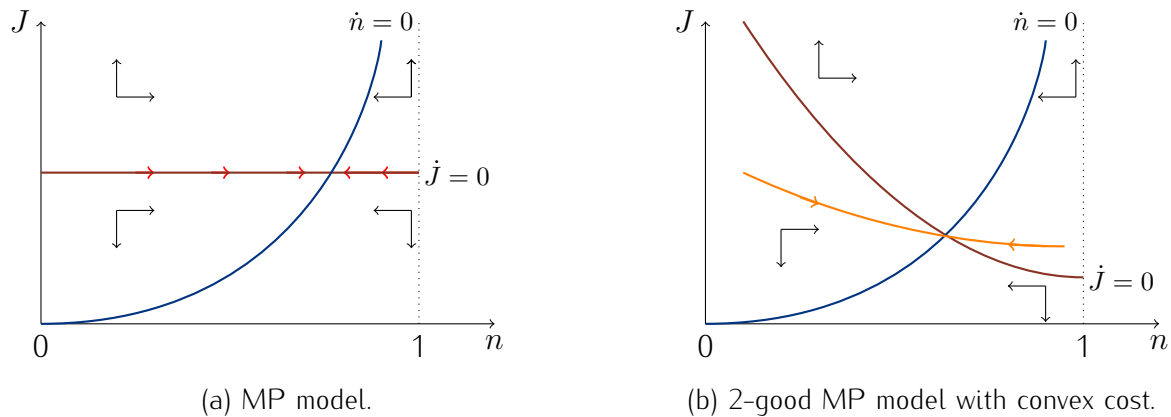 J
ṅ = 0
J̇ = 0
0
1
n
(a) MP model.
J
ṅ = 0
J̇ = 0
0
1
n
(b) 2-good MP model with convex cost.